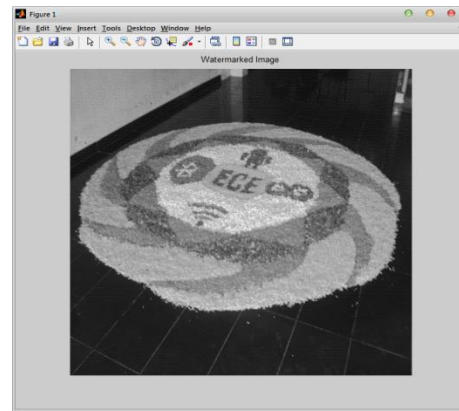 Figure 1
File Edit View Insert Tools Desktop Window Help
Watermarked Image
ECE